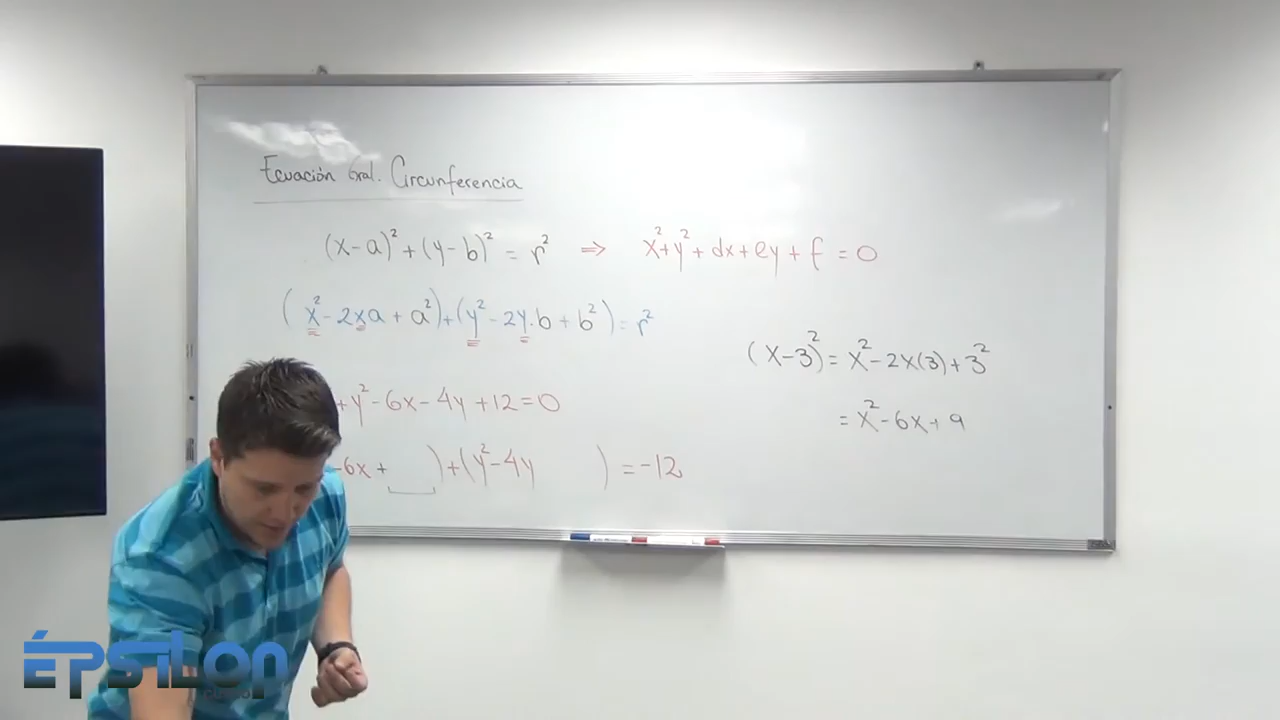 Ecuación Gral. Circunferencia
(x-a)² + (y-b)² = r² ⇒ x²+y²+dx+ey+f=0
(x²-2xa+a²)+(y²-2y.b+b²)=r²
(x-3)²=x²-2x(3)+3²
+y²-6x-4y+12=0
=x²-6x+9
-6x+ )+(y²-4y )=-12
ÉPSILON